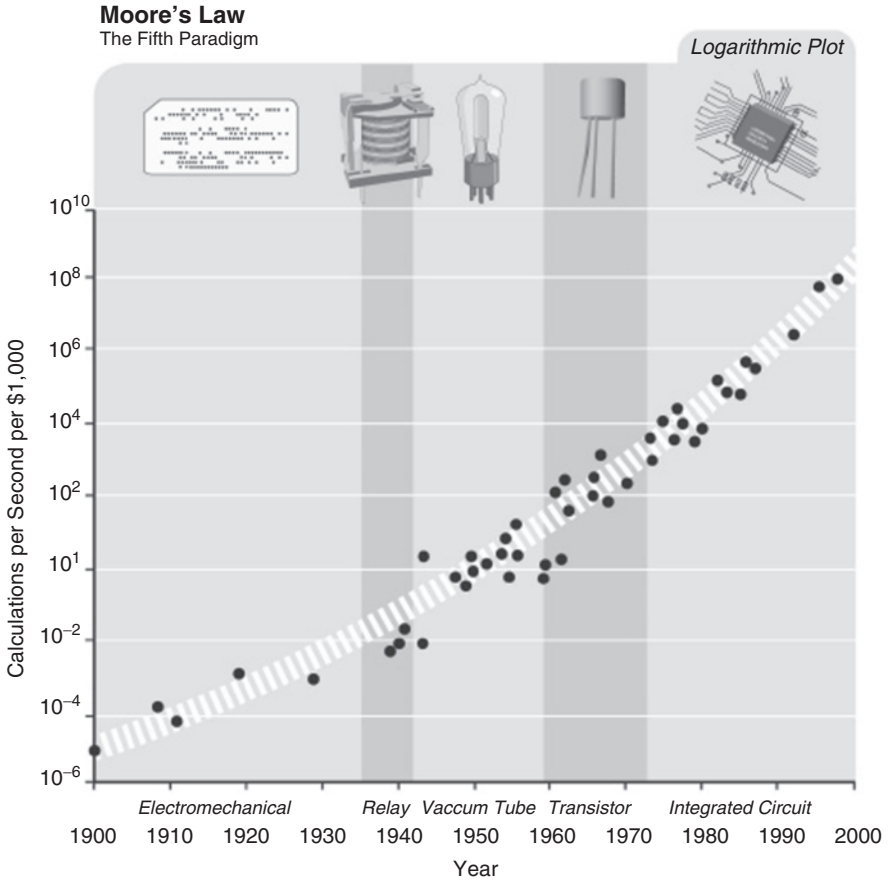 Moore’s Law
The Fifth Paradigm
Logarithmic Plot
10^10
10^8
10^6
10^4
10^2
10^1
10^−2
10^−4
10^−6
Calculations per Second per $1,000
Electromechanical Relay Vaccum Tube Transistor Integrated Circuit
1900 1910 1920 1930 1940 1950 1960 1970 1980 1990 2000
Year